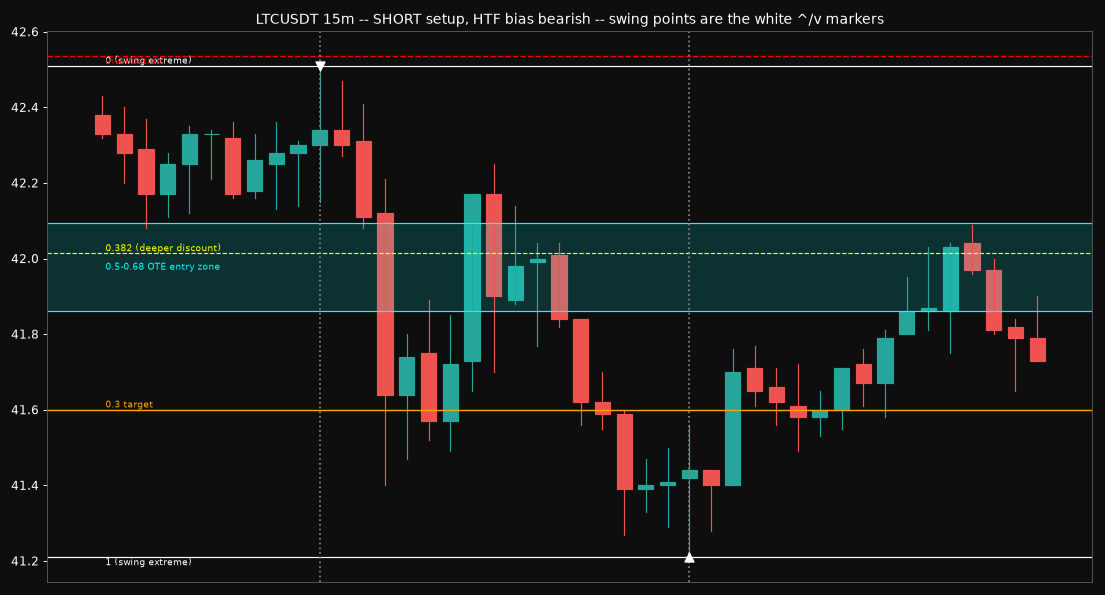 LTCUSDT 15m -- SHORT setup, HTF bias bearish -- swing points are the white ^/v markers
42.6
0 (swing extreme)
42.4
42.2
0.382 (deeper discount)
42.0
0.5-0.68 OTE entry zone
41.8
0.3 target
41.6
41.4
41.2
1 (swing extreme)